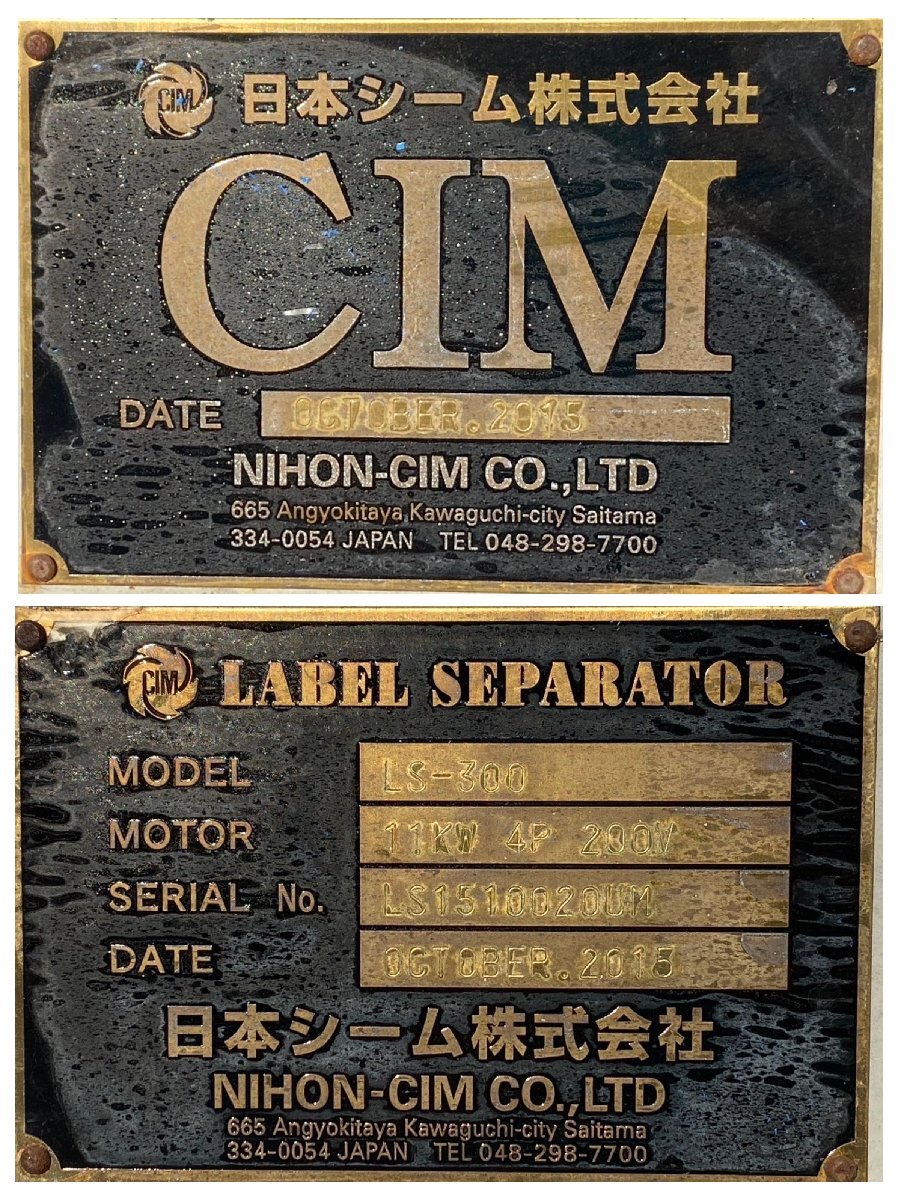 CIM 日本シーム株式会社
CIM
DATE OCTOBER.2015
NIHON-CIM CO.,LTD
665 Angyokitaya Kawaguchi-city Saitama
334-0054 JAPAN TEL 048-298-7700
CIM LABEL SEPARATOR
MODEL LS-300
MOTOR 11KW 4P 200V
SERIAL No. LS1510020UM
DATE OCTOBER.2015
日本シーム株式会社
NIHON-CIM CO.,LTD
665 Angyokitaya Kawaguchi-city Saitama
334-0054 JAPAN TEL 048-298-7700